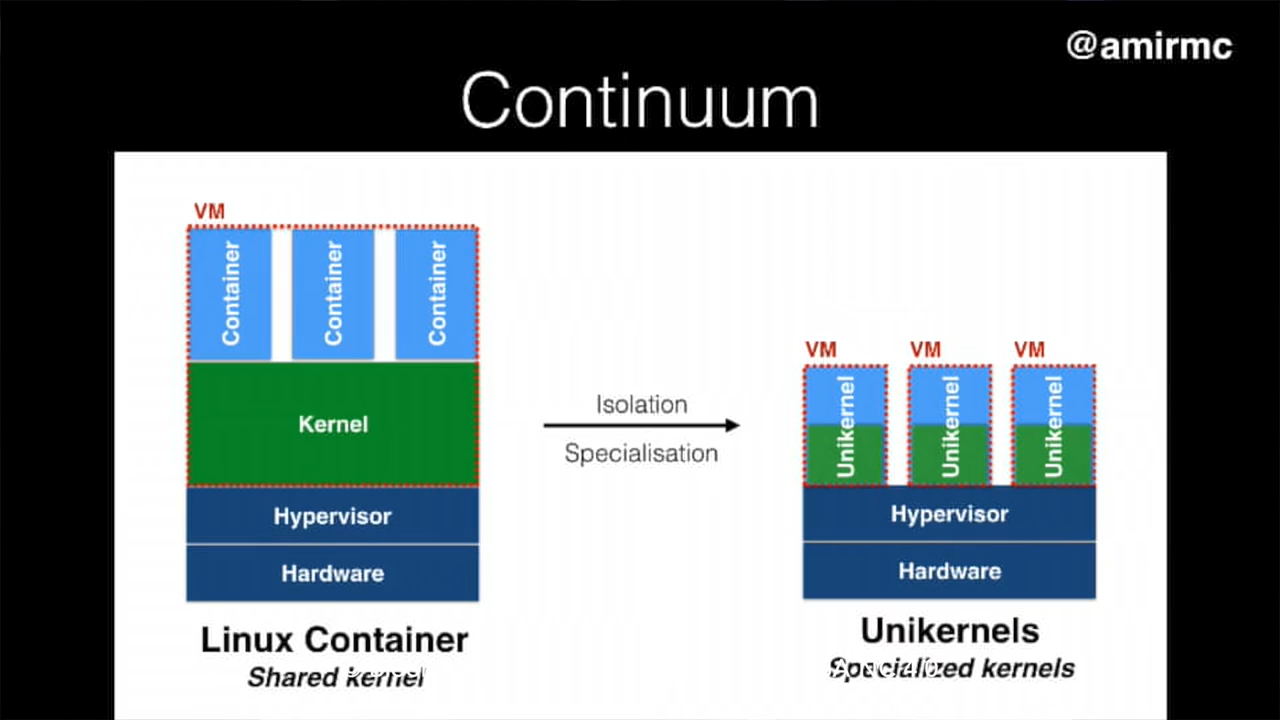 @amirmc
Continuum
VM
Container
Container
Container
Kernel
Hypervisor
Hardware
Linux Container
Shared kernel
Isolation
Specialisation
VM
VM
VM
Unikernel
Unikernel
Unikernel
Hypervisor
Hardware
Unikernels
Specialized kernels